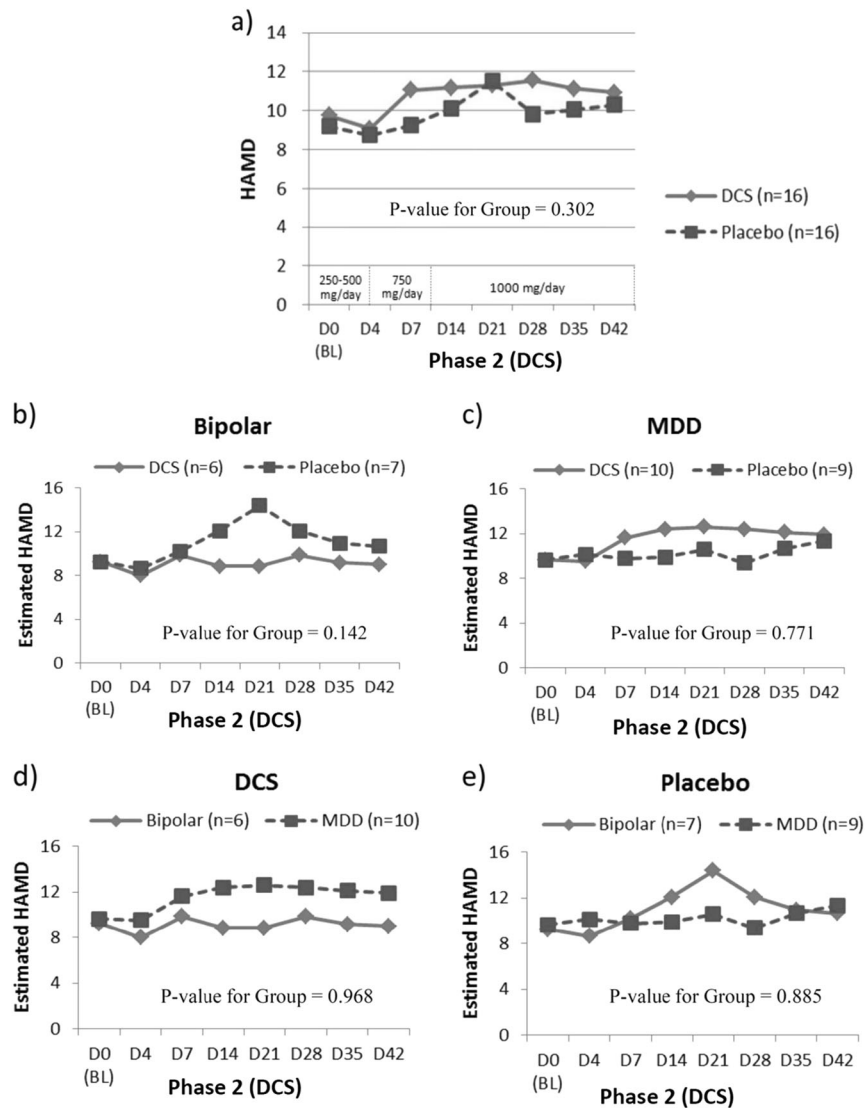 a)
14
12
10
8
6
4
2
0
HAMD
P-value for Group = 0.302
DCS (n=16)
Placebo (n=16)
250-500
mg/day
750
mg/day
1000 mg/day
D0 D4 D7 D14 D21 D28 D35 D42
(BL)
Phase 2 (DCS)
b)
Bipolar
DCS (n=6) Placebo (n=7)
16
12
8
4
0
Estimated HAMD
P-value for Group = 0.142
D0 D4 D7 D14 D21 D28 D35 D42
(BL)
Phase 2 (DCS)
c)
MDD
DCS (n=10) Placebo (n=9)
16
12
8
4
0
Estimated HAMD
P-value for Group = 0.771
D0 D4 D7 D14 D21 D28 D35 D42
(BL)
Phase 2 (DCS)
d)
DCS
Bipolar (n=6) MDD (n=10)
16
12
8
4
0
Estimated HAMD
P-value for Group = 0.968
D0 D4 D7 D14 D21 D28 D35 D42
(BL)
Phase 2 (DCS)
e)
Placebo
Bipolar (n=7) MDD (n=9)
16
12
8
4
0
Estimated HAMD
P-value for Group = 0.885
D0 D4 D7 D14 D21 D28 D35 D42
(BL)
Phase 2 (DCS)